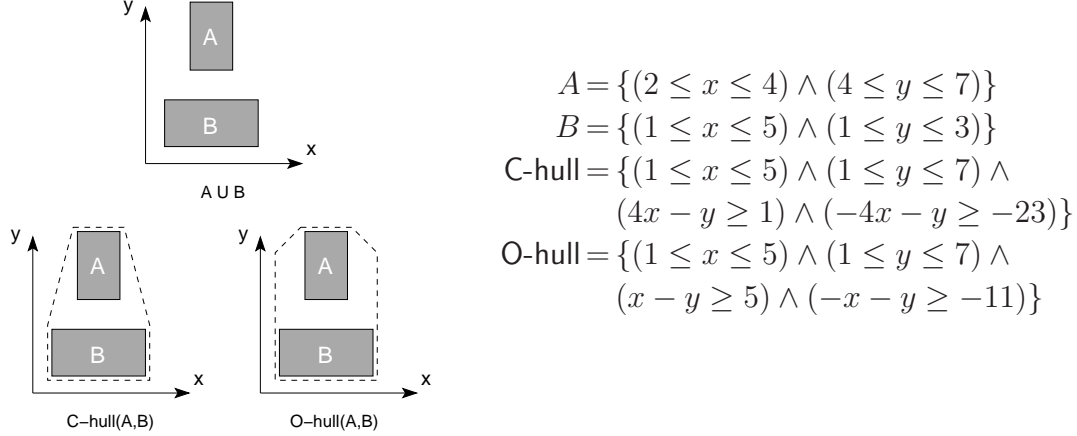 y
A
B
x
A U B
y
A
B
x
C–hull(A,B)
y
A
B
x
O–hull(A,B)
A = {(2 ≤ x ≤ 4) ∧ (4 ≤ y ≤ 7)}
B = {(1 ≤ x ≤ 5) ∧ (1 ≤ y ≤ 3)}
C-hull = {(1 ≤ x ≤ 5) ∧ (1 ≤ y ≤ 7) ∧
(4x − y ≥ 1) ∧ (−4x − y ≥ −23)}
O-hull = {(1 ≤ x ≤ 5) ∧ (1 ≤ y ≤ 7) ∧
(x − y ≥ 5) ∧ (−x − y ≥ −11)}